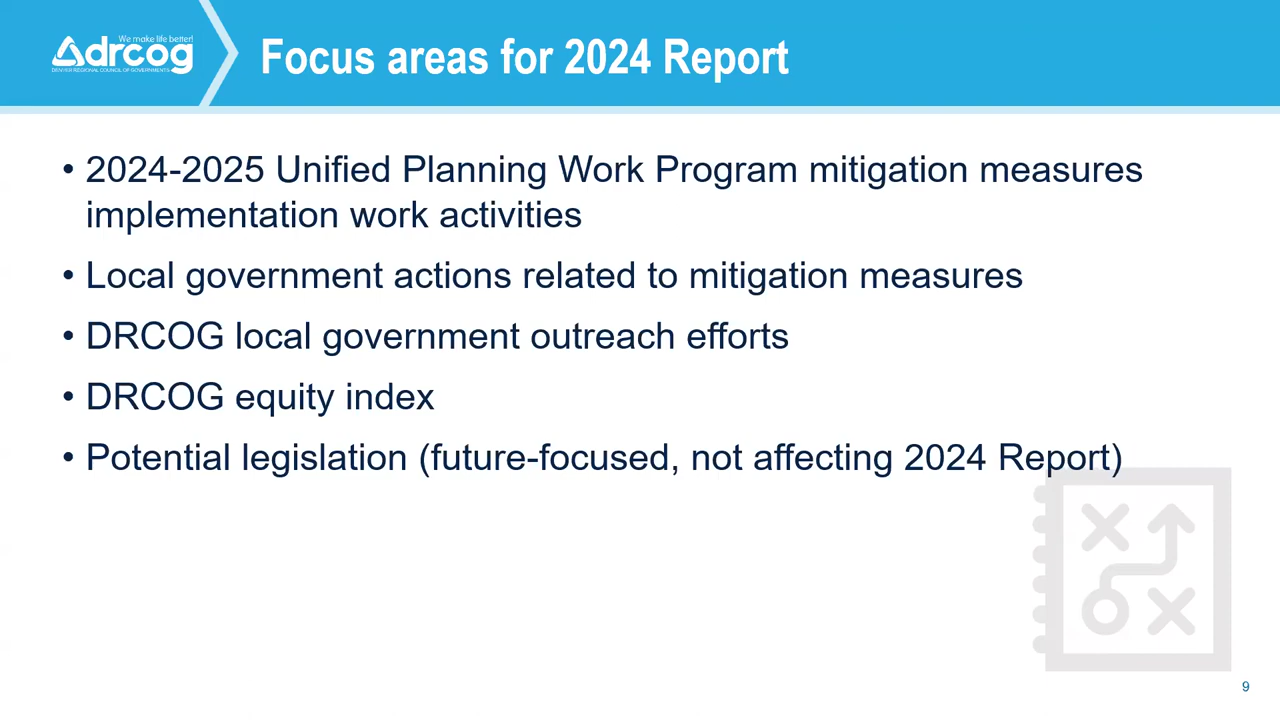 We make life better!
drcog
DENVER REGIONAL COUNCIL OF GOVERNMENTS
Focus areas for 2024 Report
• 2024-2025 Unified Planning Work Program mitigation measures
implementation work activities
• Local government actions related to mitigation measures
• DRCOG local government outreach efforts
• DRCOG equity index
• Potential legislation (future-focused, not affecting 2024 Report)
9